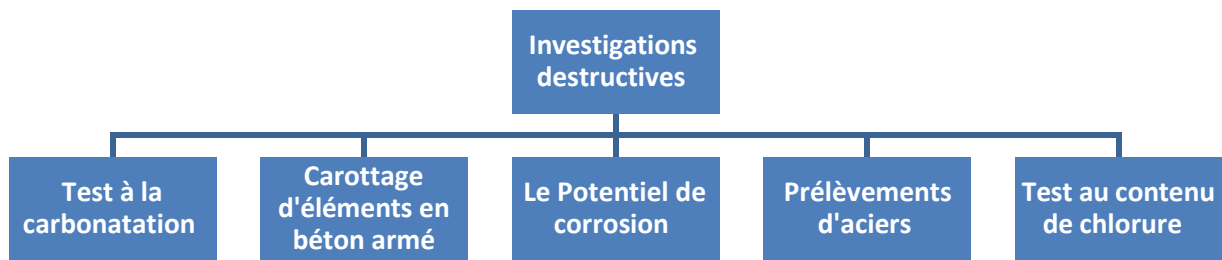 Investigations
destructives
Test à la
carbonatation
Carottage
d'éléments en
béton armé
Le Potentiel de
corrosion
Prélèvements
d'aciers
Test au contenu
de chlorure